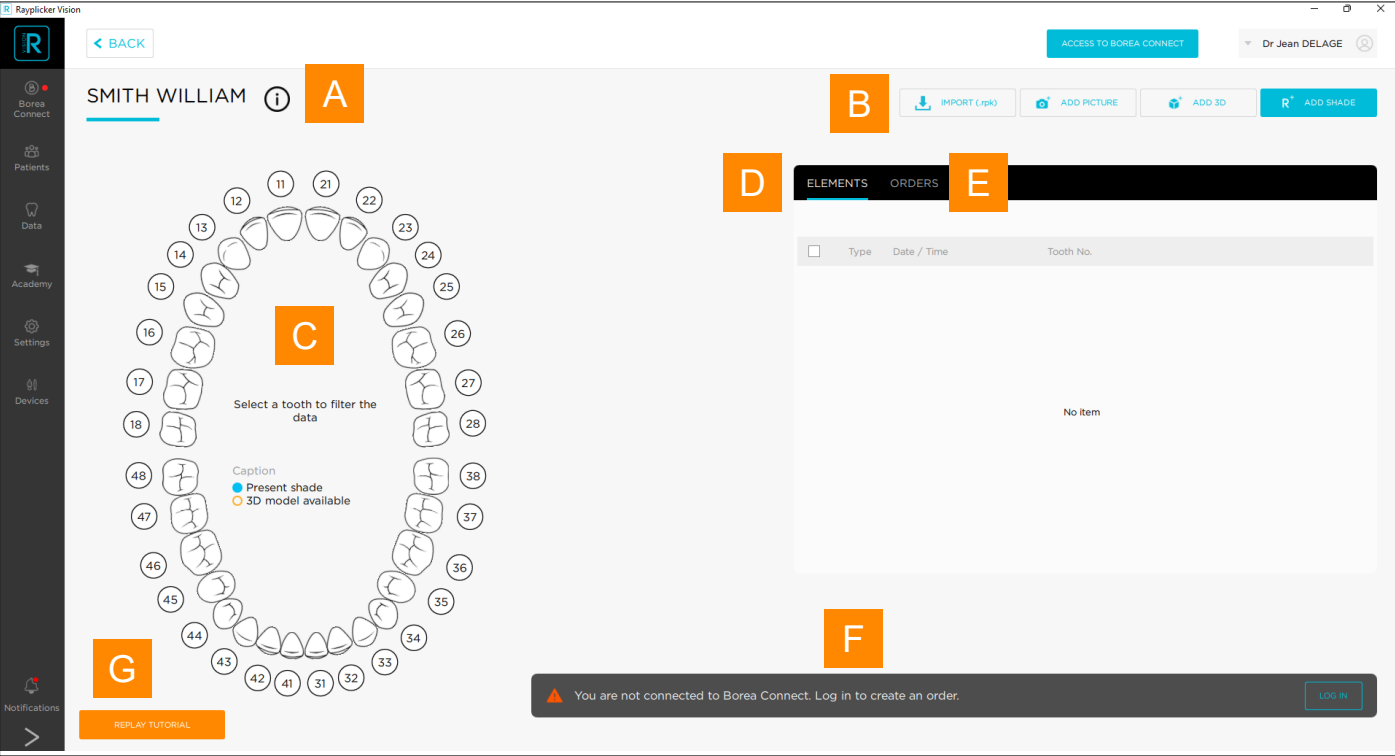 Rayplicker Vision
VISION R
BACK
ACCESS TO BOREA CONNECT
Dr Jean DELAGE
Borea
Connect
Patients
Data
Academy
Settings
Devices
Notifications
SMITH WILLIAM
A
B
IMPORT (.rpk)
ADD PICTURE
ADD 3D
R+ ADD SHADE
11 21
12 22
13 23
14 24
15 25
16 26
17 27
18 28
C
Select a tooth to filter the
data
Caption
Present shade
3D model available
48 38
47 37
46 36
45 35
44 34
43 33
42 41 31 32
D
ELEMENTS
ORDERS
E
Type Date / Time Tooth No.
No item
F
You are not connected to Borea Connect. Log in to create an order.
LOG IN
G
REPLAY TUTORIAL